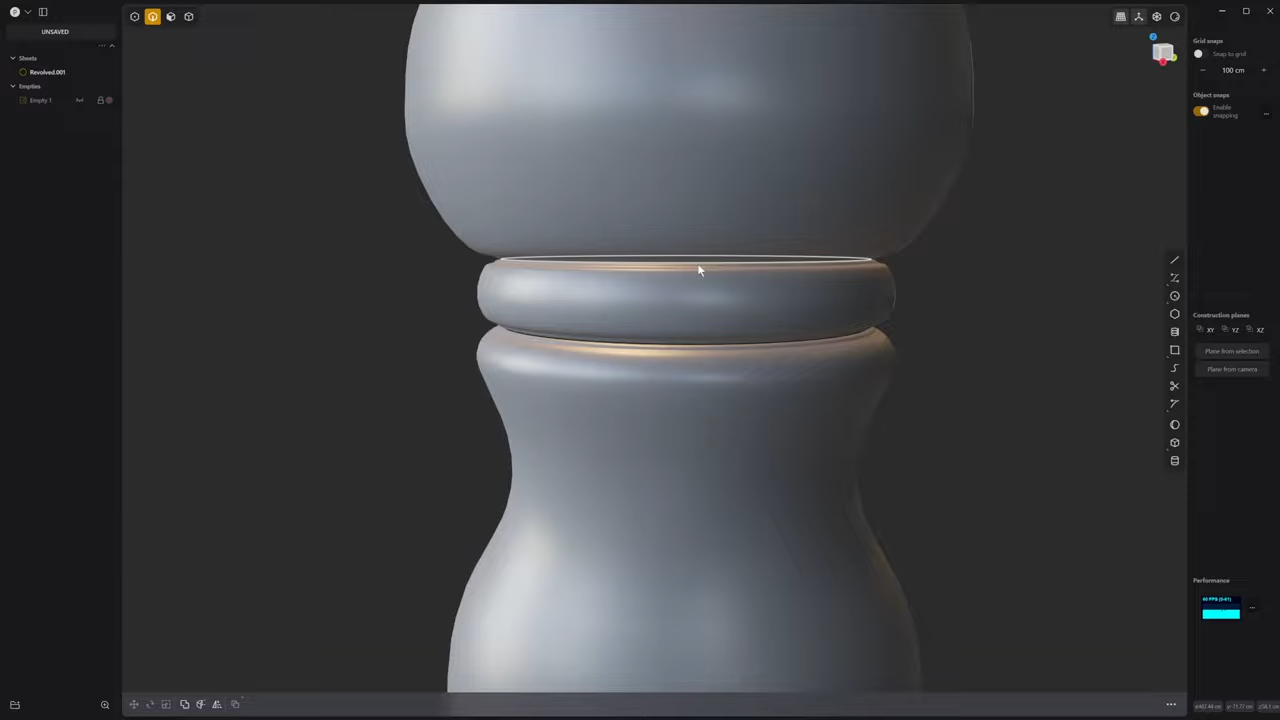 UNSAVED
Sheets
Revolved.001
Empties
Empty 1
Grid snaps
Snap to grid
100 cm
Object snaps
Enable
snapping
Construction planes
XY
YZ
XZ
Plane from selection
Plane from camera
Performance